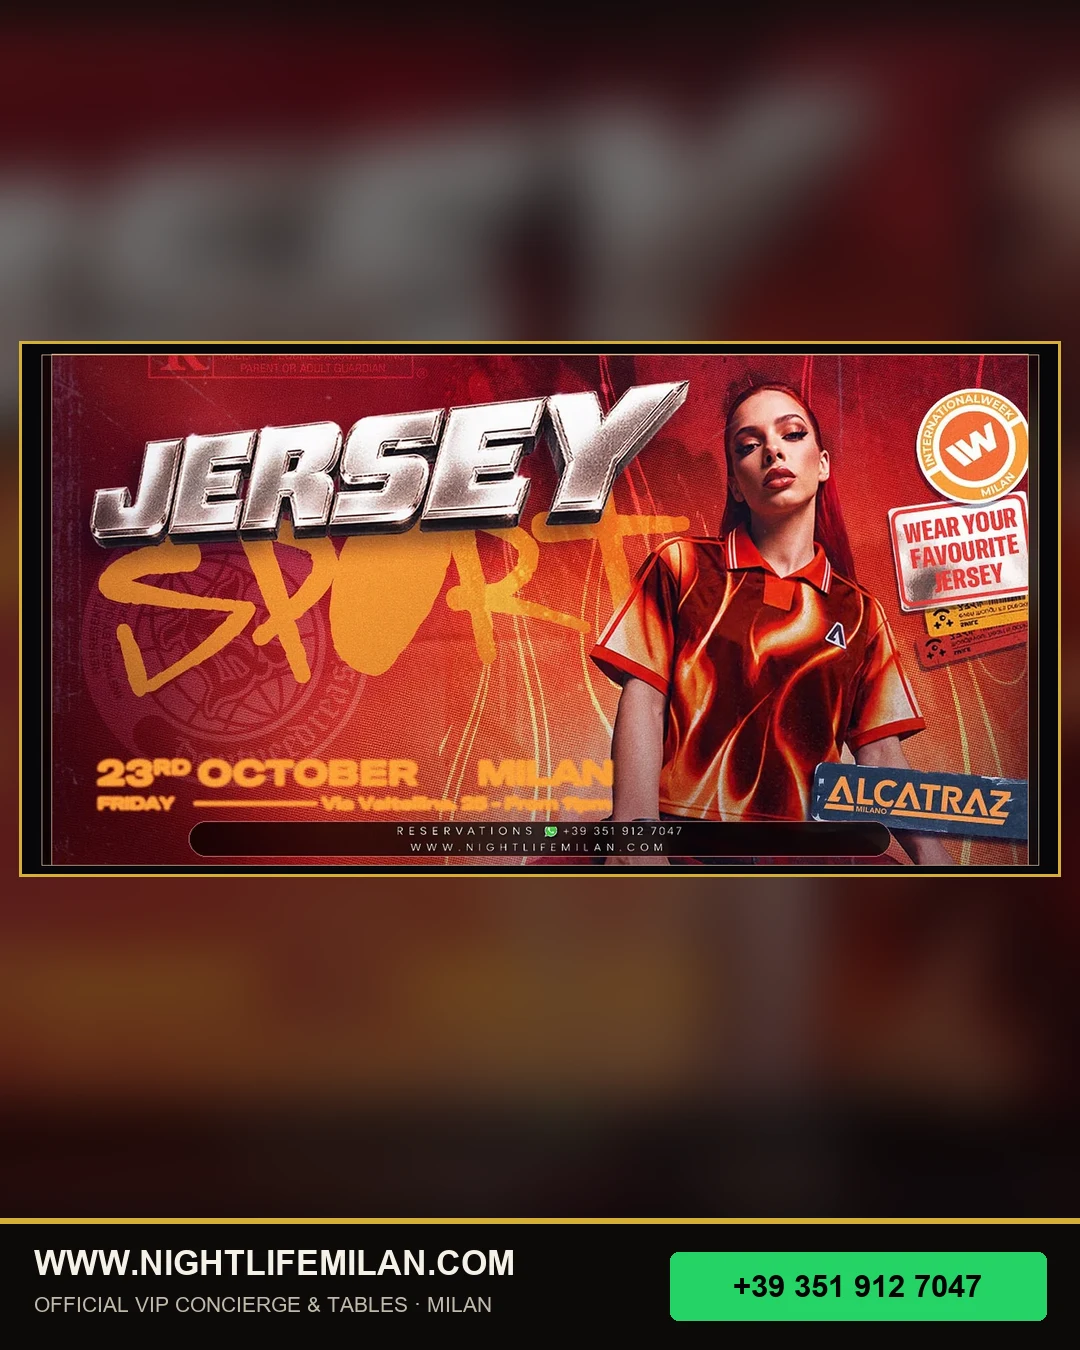 PARENT OR ADULT GUARDIAN
JERSEY
SPORT
INTERNATIONALWEEK
IW
MILAN
WEAR YOUR
FAVOURITE
JERSEY
23RD OCTOBER MILAN
FRIDAY Via Valtellina, 25 - From
ALCATRAZ
MILANO
RESERVATIONS +39 351 912 7047
WWW.NIGHTLIFEMILAN.COM
WWW.NIGHTLIFEMILAN.COM
OFFICIAL VIP CONCIERGE & TABLES · MILAN
+39 351 912 7047